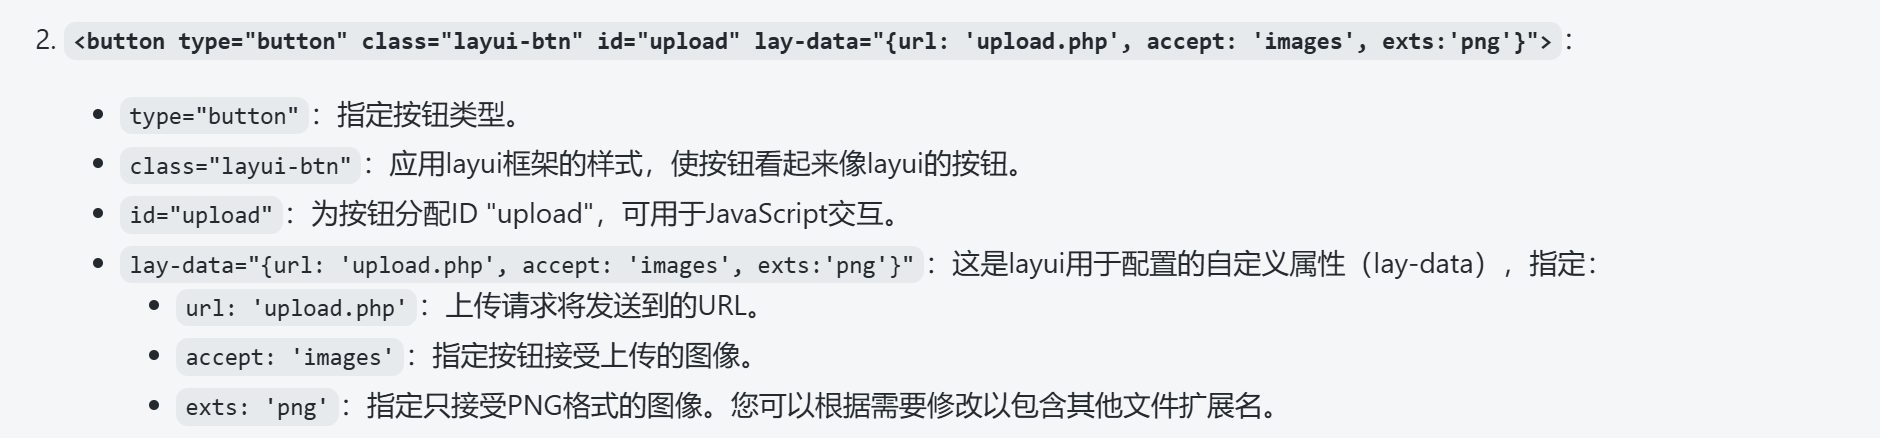 2. <button type="button" class="layui-btn" id="upload" lay-data="{url: 'upload.php', accept: 'images', exts:'png'}">：
type="button"：指定按钮类型。
class="layui-btn"：应用layui框架的样式，使按钮看起来像layui的按钮。
id="upload"：为按钮分配ID "upload"，可用于JavaScript交互。
lay-data="{url: 'upload.php', accept: 'images', exts:'png'}"：这是layui用于配置的自定义属性（lay-data），指定：
url: 'upload.php'：上传请求将发送到的URL。
accept: 'images'：指定按钮接受上传的图像。
exts: 'png'：指定只接受PNG格式的图像。您可以根据需要修改以包含其他文件扩展名。